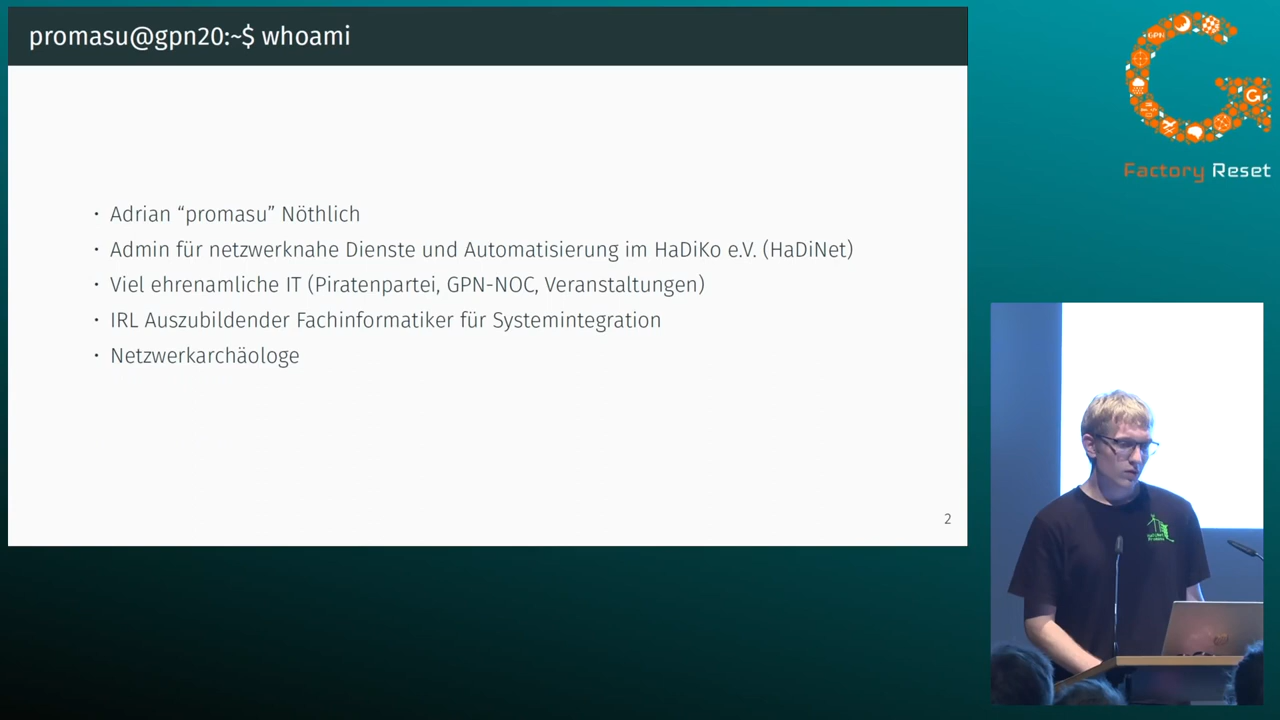 promasu@gpn20:~$ whoami
· Adrian “promasu” Nöthlich
· Admin für netzwerknahe Dienste und Automatisierung im HaDiKo e.V. (HaDiNet)
· Viel ehrenamliche IT (Piratenpartei, GPN-NOC, Veranstaltungen)
· IRL Auszubildender Fachinformatiker für Systemintegration
· Netzwerkarchäologe
2
GPN
Factory Reset